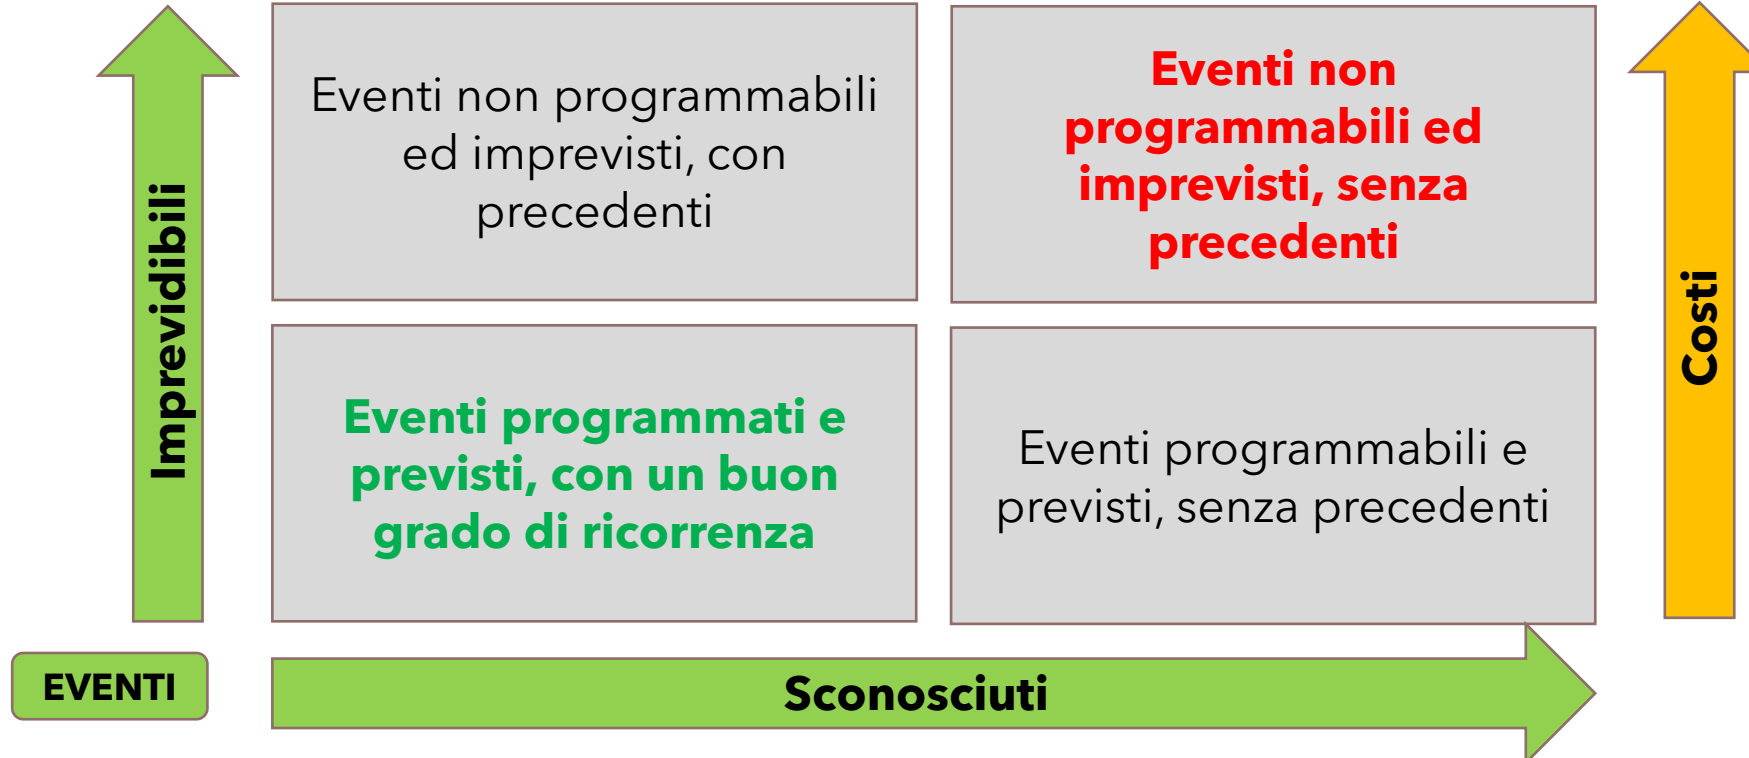 Imprevidibili
Eventi non programmabili
ed imprevisti, con
precedenti
Eventi non
programmabili ed
imprevisti, senza
precedenti
Costi
Eventi programmati e
previsti, con un buon
grado di ricorrenza
Eventi programmabili e
previsti, senza precedenti
EVENTI
Sconosciuti